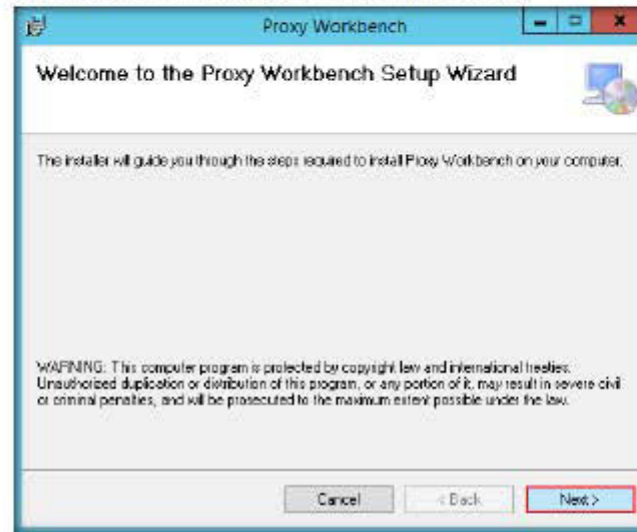 Proxy Workbench
Welcome to the Proxy Workbench Setup Wizard
The installer will guide you through the steps required to install Proxy Workbench on your computer.
WARNING: This computer program is protected by copyright law and international treaties.
Unauthorized duplication or distribution of this program, or any portion of it, may result in severe civil
or criminal penalties, and will be prosecuted to the maximum extent possible under the law.
Cancel
< Back
Next >